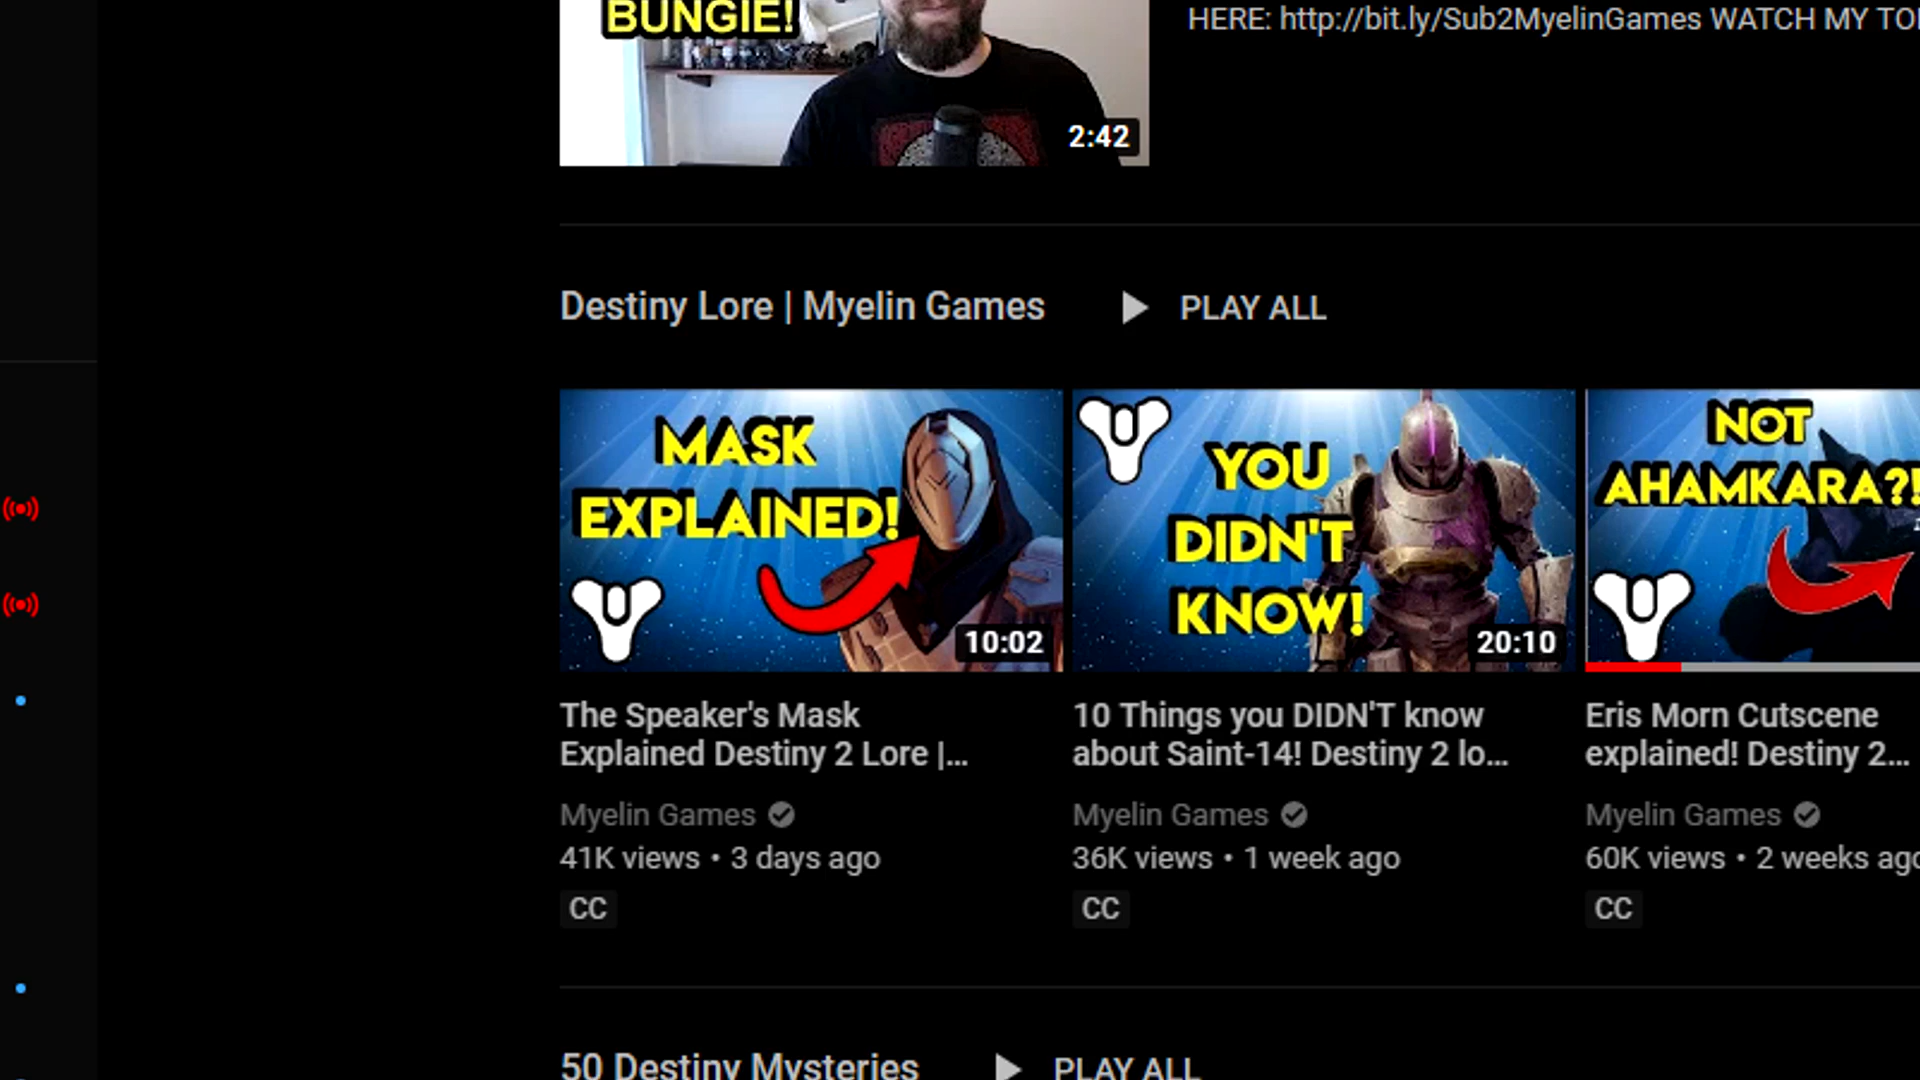 BUNGIE!
HERE: http://bit.ly/Sub2MyelinGames WATCH MY
2:42
Destiny Lore | Myelin Games
PLAY ALL
MASK
EXPLAINED!
10:02
YOU
DIDN'T
KNOW!
20:10
NOT
AHAMKARA?!
The Speaker's Mask
Explained Destiny 2 Lore |...
10 Things you DIDN'T know
about Saint-14! Destiny 2 lo...
Eris Morn Cutscene
explained! Destiny 2...
Myelin Games
41K views • 3 days ago
CC
Myelin Games
36K views • 1 week ago
CC
Myelin Games
60K views • 2 weeks ago
CC
50 Destiny Mysteries
PLAY ALL